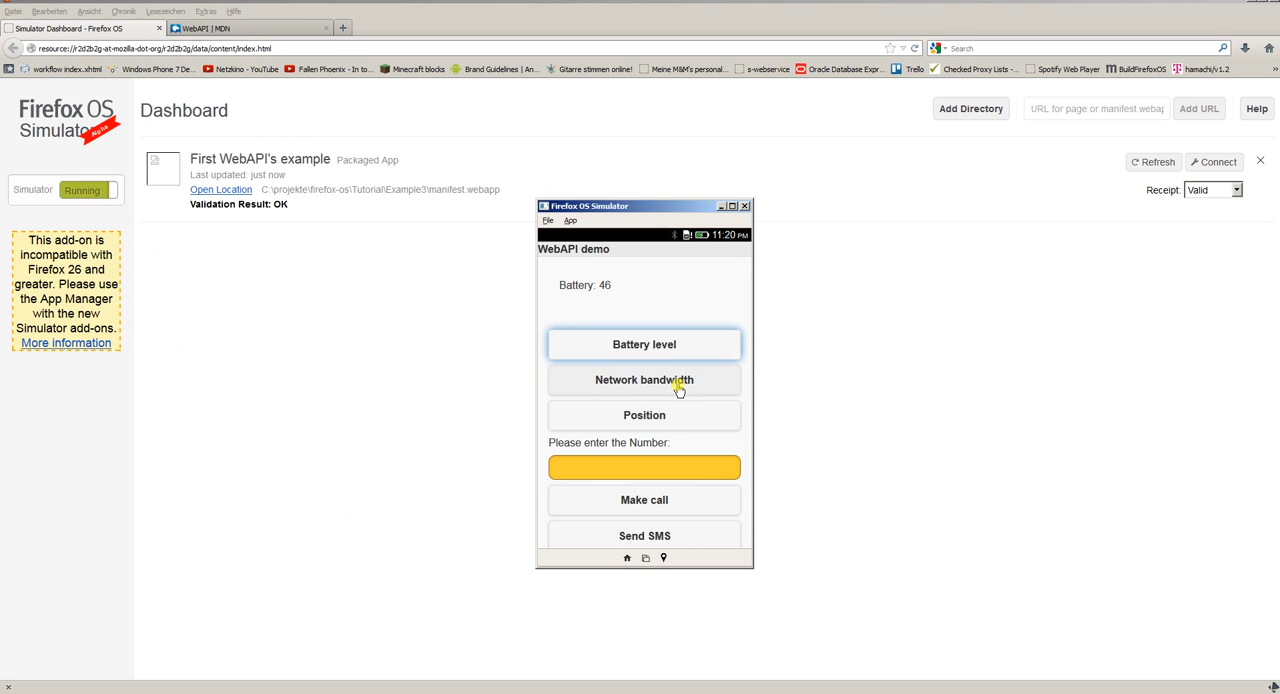 Datei Bearbeiten Ansicht Chronik Lesezeichen Extras Hilfe
Simulator Dashboard - Firefox OS × WebAPI | MDN × +
resource://r2d2b2g-at-mozilla-dot-org/r2d2b2g/data/content/index.html Search
workflow index.xhtml Windows Phone 7 De... Netzkino - YouTube Fallen Phoenix - In to... Minecraft blocks Brand Guidelines | An... Gitarre stimmen online! Meine M&M's personal... s-webservice Oracle Database Expr... Trello Checked Proxy Lists -... Spotify Web Player BuildFirefoxOS hamachi/v1.2 »
Firefox OS
Simulator
Alpha
Dashboard
Add Directory
URL for page or manifest.webap
Add URL
Help
Simulator Running
This add-on is
incompatible with
Firefox 26 and
greater. Please use
the App Manager
with the new
Simulator add-ons.
More information
First WebAPI's example Packaged App
Last updated: just now
Open Location C:\projekte\firefox-os\Tutorial\Example3\manifest.webapp
Validation Result: OK
Refresh Connect ×
Receipt: Valid
Firefox OS Simulator
File App
11:20 PM
WebAPI demo
Battery: 46
Battery level
Network bandwidth
Position
Please enter the Number:
Make call
Send SMS
×